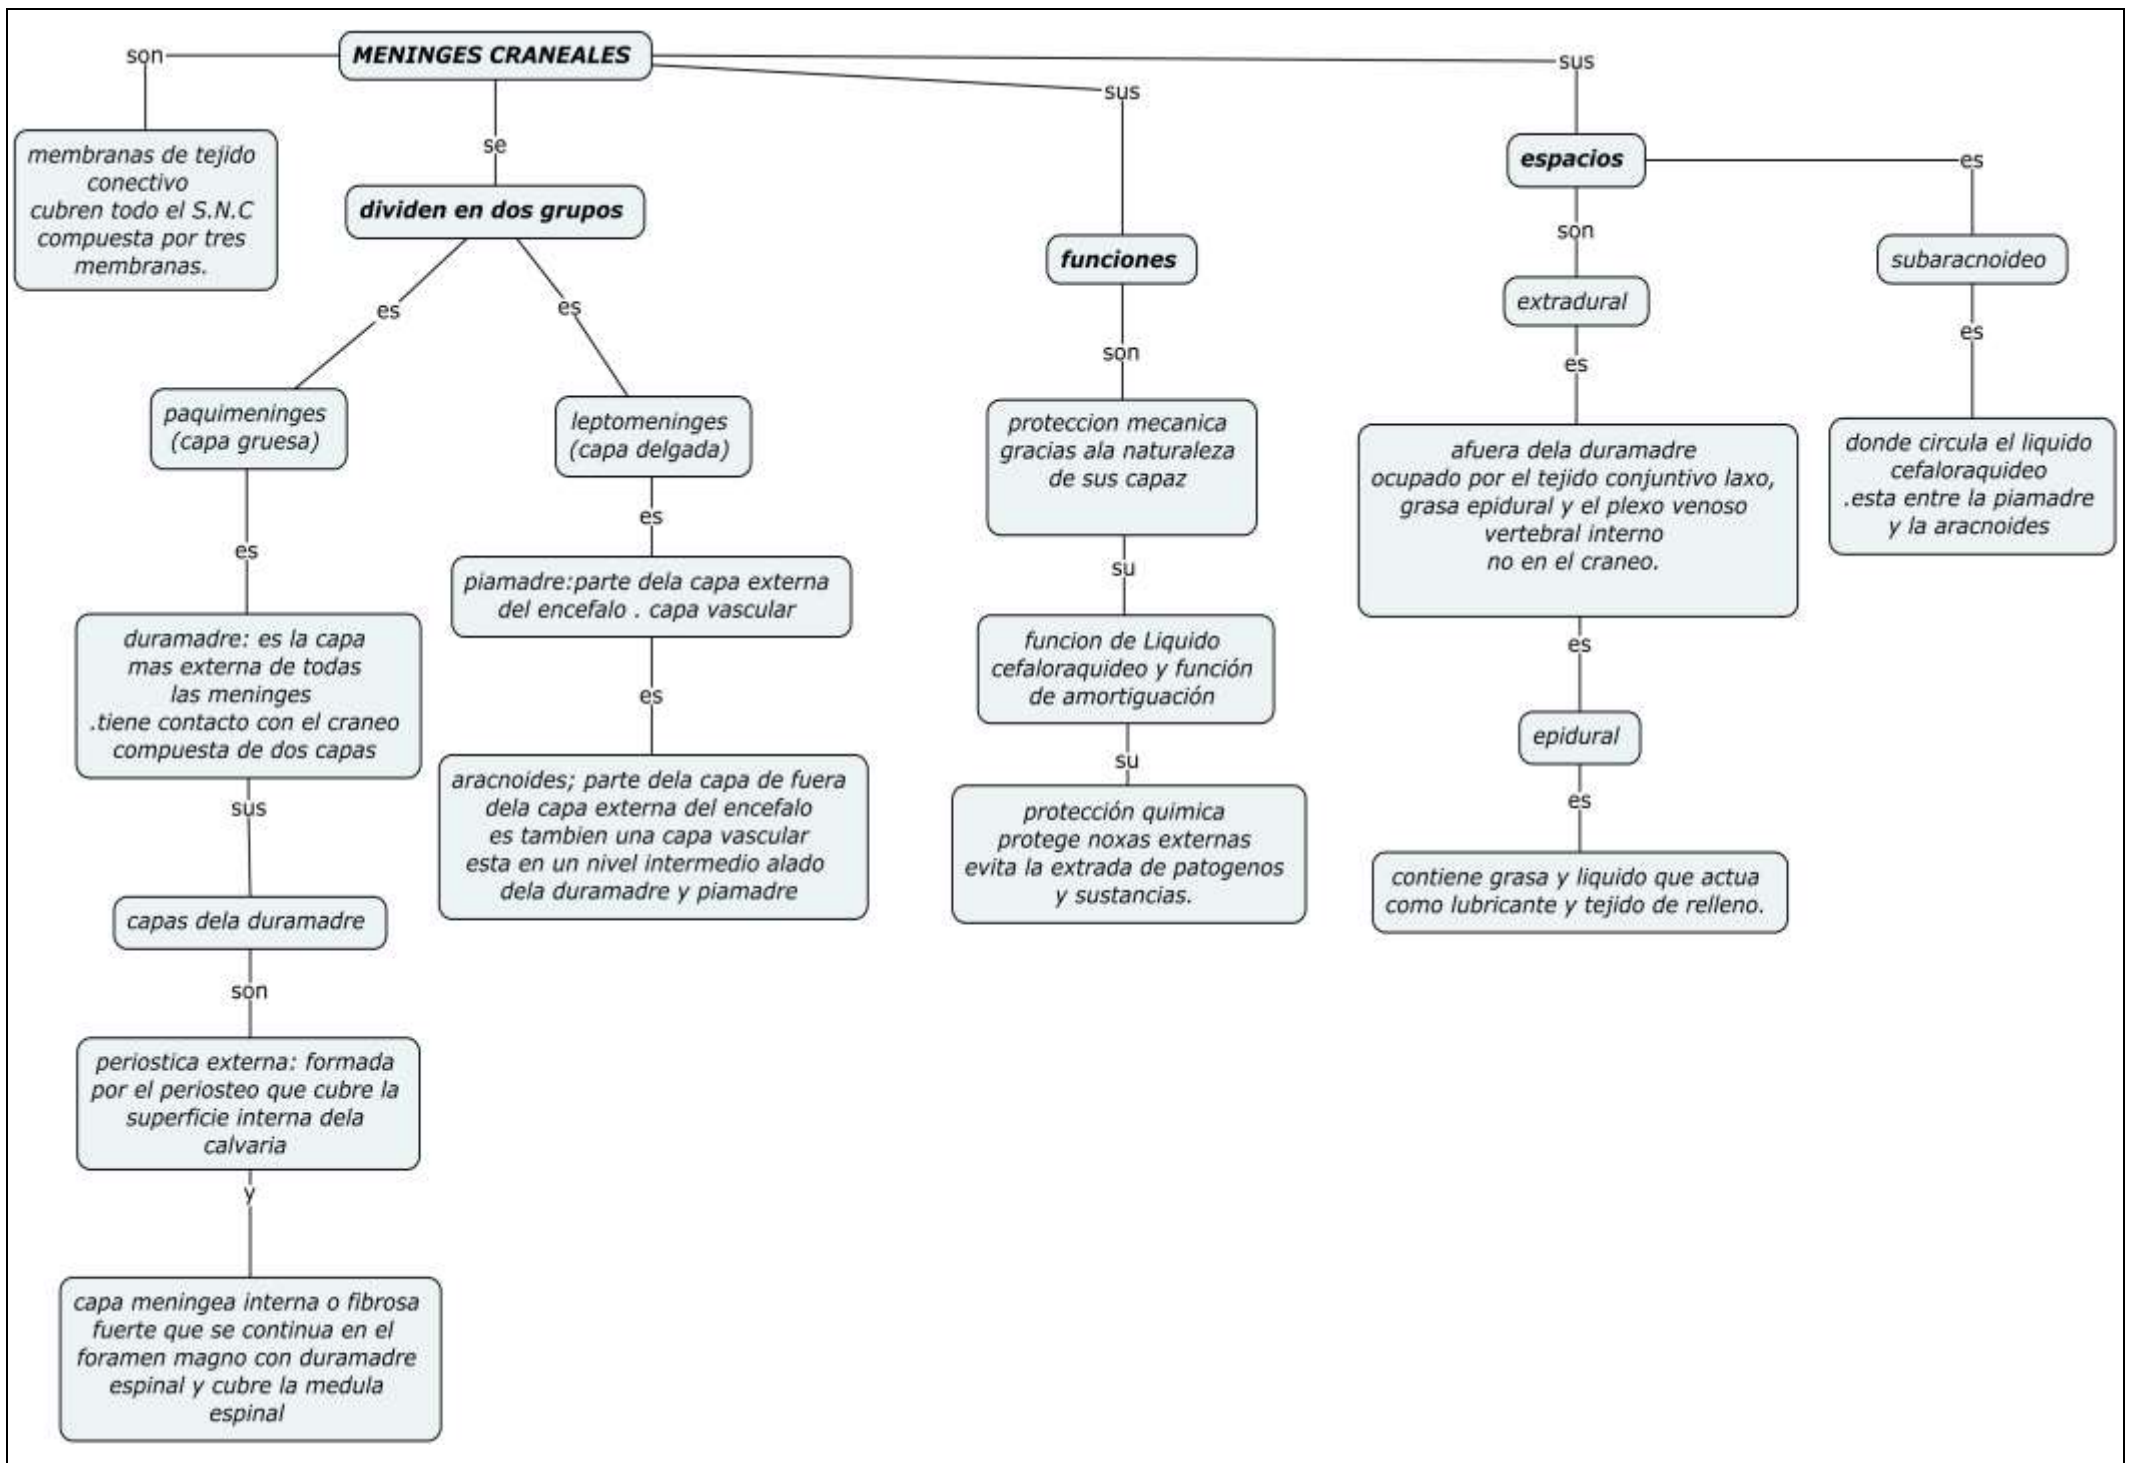 MENINGES CRANEALES
son
membranas de tejido
conectivo
cubren todo el S.N.C
compuesta por tres
membranas.
se
dividen en dos grupos
es
paquimeninges
(capa gruesa)
es
duramadre: es la capa
mas externa de todas
las meninges
.tiene contacto con el craneo
compuesta de dos capas
sus
capas dela duramadre
son
periostica externa: formada
por el periosteo que cubre la
superficie interna dela
calvaria
y
capa meningea interna o fibrosa
fuerte que se continua en el
foramen magno con duramadre
espinal y cubre la medula
espinal
es
leptomeninges
(capa delgada)
es
piamadre:parte dela capa externa
del encefalo . capa vascular
es
aracnoides; parte dela capa de fuera
dela capa externa del encefalo
es tambien una capa vascular
esta en un nivel intermedio alado
dela duramadre y piamadre
sus
funciones
son
proteccion mecanica
gracias ala naturaleza
de sus capaz
su
funcion de Liquido
cefaloraquideo y función
de amortiguación
su
protección quimica
protege noxas externas
evita la extrada de patogenos
y sustancias.
sus
espacios
son
extradural
es
afuera dela duramadre
ocupado por el tejido conjuntivo laxo,
grasa epidural y el plexo venoso
vertebral interno
no en el craneo.
es
epidural
es
contiene grasa y liquido que actua
como lubricante y tejido de relleno.
es
subaracnoideo
es
donde circula el liquido
cefaloraquideo
.esta entre la piamadre
y la aracnoides